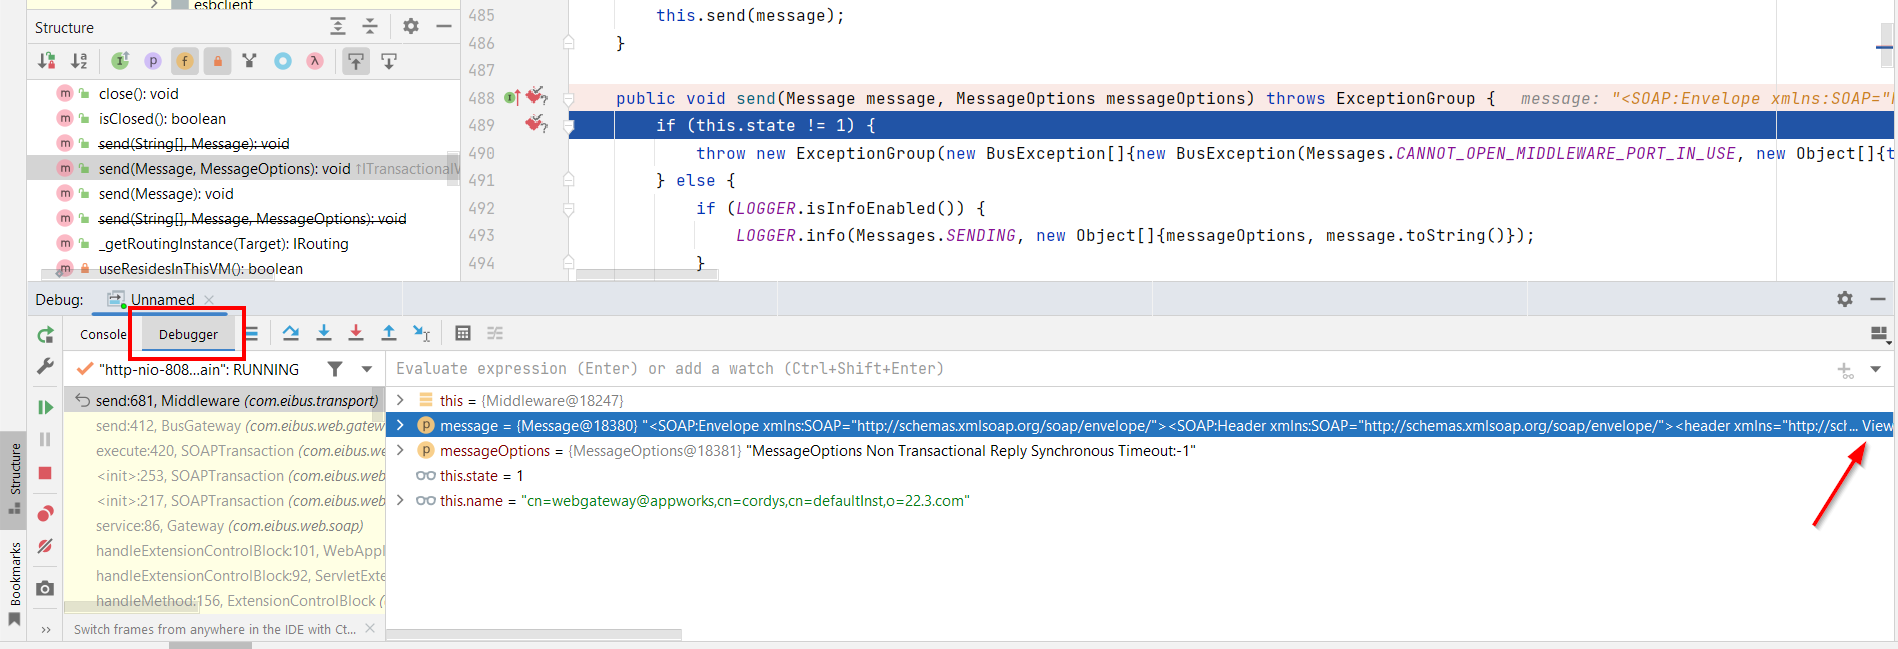 esbclient
Structure
close(): void
isClosed(): boolean
send(String[], Message): void
send(Message, MessageOptions): void ↑ITransactionalW
send(Message): void
send(String[], Message, MessageOptions): void
_getRoutingInstance(Target): IRouting
useResidesInThisVM(): boolean
485 this.send(message);
486 }
487
488 public void send(Message message, MessageOptions messageOptions) throws ExceptionGroup { message: "<SOAP:Envelope xmlns:SOAP="
489 if (this.state != 1) {
490 throw new ExceptionGroup(new BusException[]{new BusException(Messages.CANNOT_OPEN_MIDDLEWARE_PORT_IN_USE, new Object[]{t
491 } else {
492 if (LOGGER.isInfoEnabled()) {
493 LOGGER.info(Messages.SENDING, new Object[]{messageOptions, message.toString()});
494 }
Debug: Unnamed
Console Debugger
"http-nio-808...ain": RUNNING
Evaluate expression (Enter) or add a watch (Ctrl+Shift+Enter)
send:681, Middleware (com.eibus.transport)
send:412, BusGateway (com.eibus.web.gatew
execute:420, SOAPTransaction (com.eibus.we
<init>:253, SOAPTransaction (com.eibus.wel
<init>:217, SOAPTransaction (com.eibus.wel
service:86, Gateway (com.eibus.web.soap)
handleExtensionControlBlock:101, WebAppl
handleExtensionControlBlock:92, ServletExte
handleMethod:156, ExtensionControlBlock (
Switch frames from anywhere in the IDE with Ct...
this = {Middleware@18247}
message = {Message@18380} "<SOAP:Envelope xmlns:SOAP="http://schemas.xmlsoap.org/soap/envelope/"><SOAP:Header xmlns:SOAP="http://schemas.xmlsoap.org/soap/envelope/"><header xmlns="http://sch... View
messageOptions = {MessageOptions@18381} "MessageOptions Non Transactional Reply Synchronous Timeout:-1"
this.state = 1
this.name = "cn=webgateway@appworks,cn=cordys,cn=defaultInst,o=22.3.com"
Structure
Bookmarks